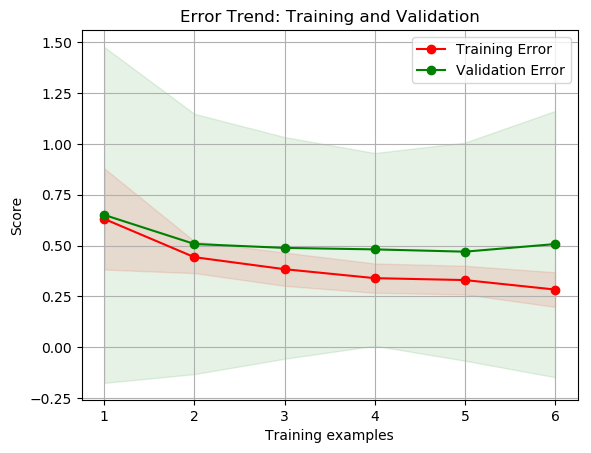 Error Trend: Training and Validation
Training Error
Validation Error
1.50
1.25
1.00
0.75
0.50
0.25
0.00
−0.25
Score
1 2 3 4 5 6
Training examples